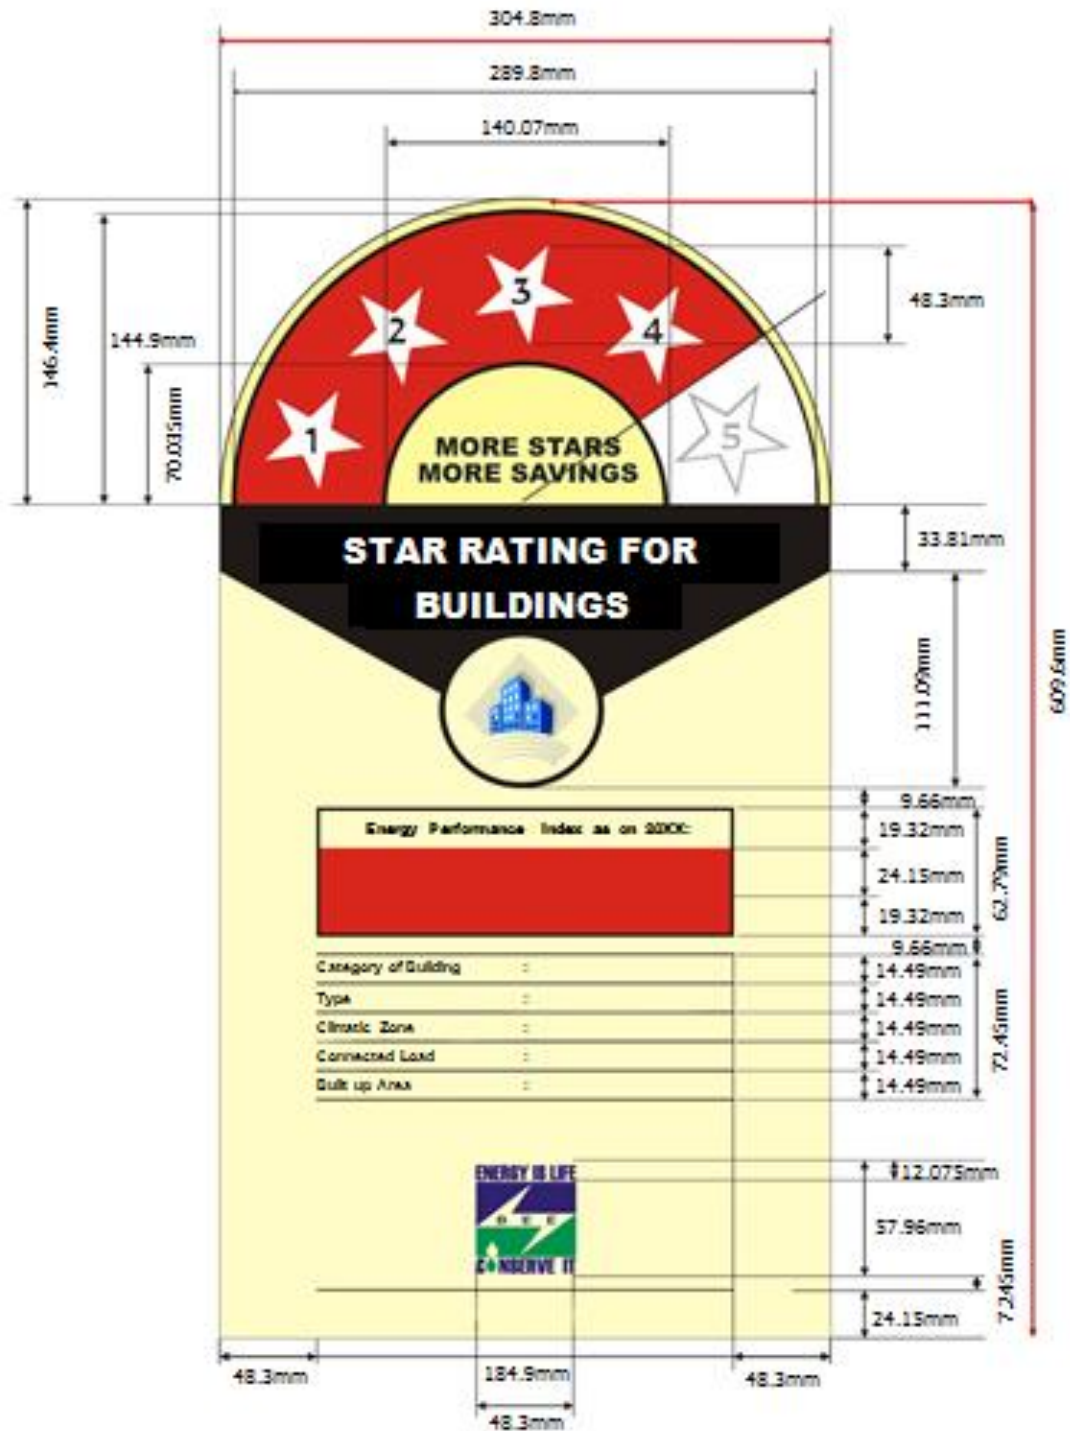 304.8mm
289.8mm
140.07mm
146.4mm
144.9mm
70.035mm
48.3mm
1
2
3
4
5
MORE STARS
MORE SAVINGS
STAR RATING FOR
BUILDINGS
33.81mm
111.09mm
609.6mm
9.66mm
Energy Performance Index as on 20XX:
19.32mm
24.15mm
19.32mm
62.79mm
9.66mm
Category of Building :
14.49mm
Type :
14.49mm
Climatic Zone :
14.49mm
Connected Load :
14.49mm
Built up Area :
14.49mm
72.45mm
ENERGY IS LIFE
BEE
CONSERVE IT
12.075mm
57.96mm
7.245mm
24.15mm
48.3mm
184.9mm
48.3mm
48.3mm